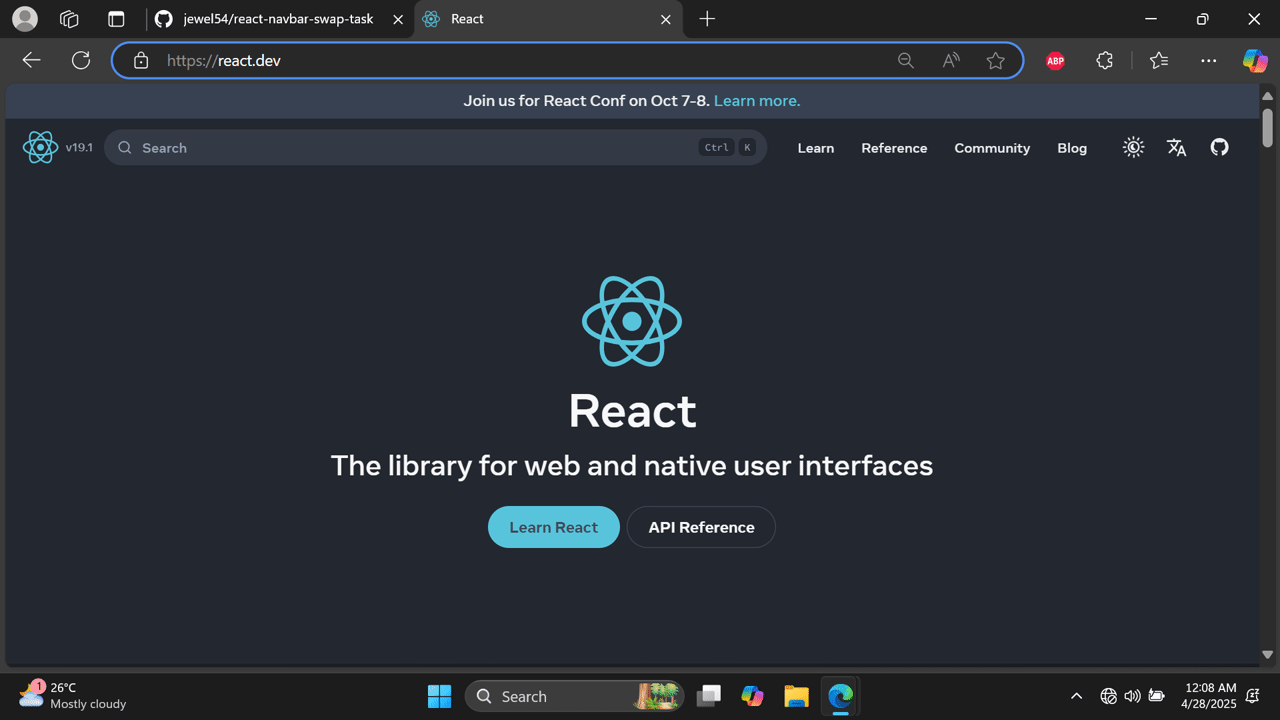 jewel54/react-navbar-swap-task
React
https://react.dev
ABP
Join us for React Conf on Oct 7-8. Learn more.
v19.1
Search
Ctrl K
Learn
Reference
Community
Blog
React
The library for web and native user interfaces
Learn React
API Reference
1
26°C
Mostly cloudy
Search
12:08 AM
4/28/2025